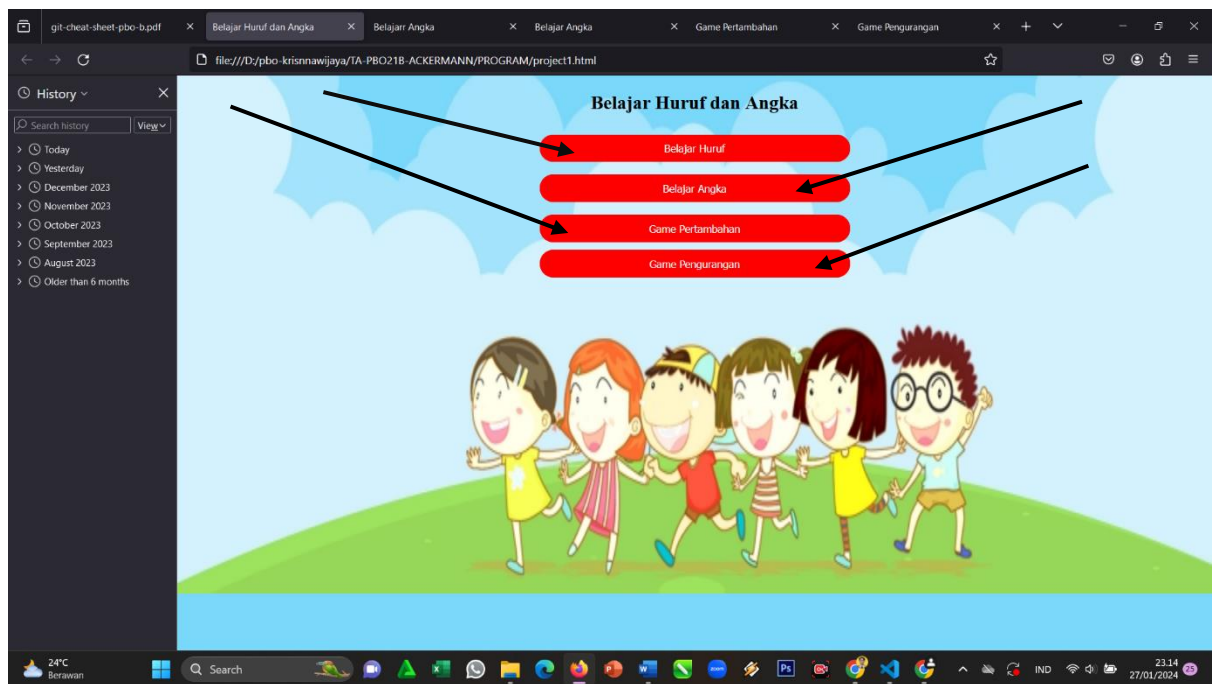 git-cheat-sheet-pbo-b.pdf
Belajar Huruf dan Angka
Belajarr Angka
Belajar Angka
Game Pertambahan
Game Pengurangan
file:///D:/pbo-krisnnawijaya/TA-PBO21B-ACKERMANN/PROGRAM/project1.html
History
Search history
View
Today
Yesterday
December 2023
November 2023
October 2023
September 2023
August 2023
Older than 6 months
Belajar Huruf dan Angka
Belajar Huruf
Belajar Angka
Game Pertambahan
Game Pengurangan
24°C
Berawan
Search
zoom
Ps
IND
23.14
27/01/2024
25